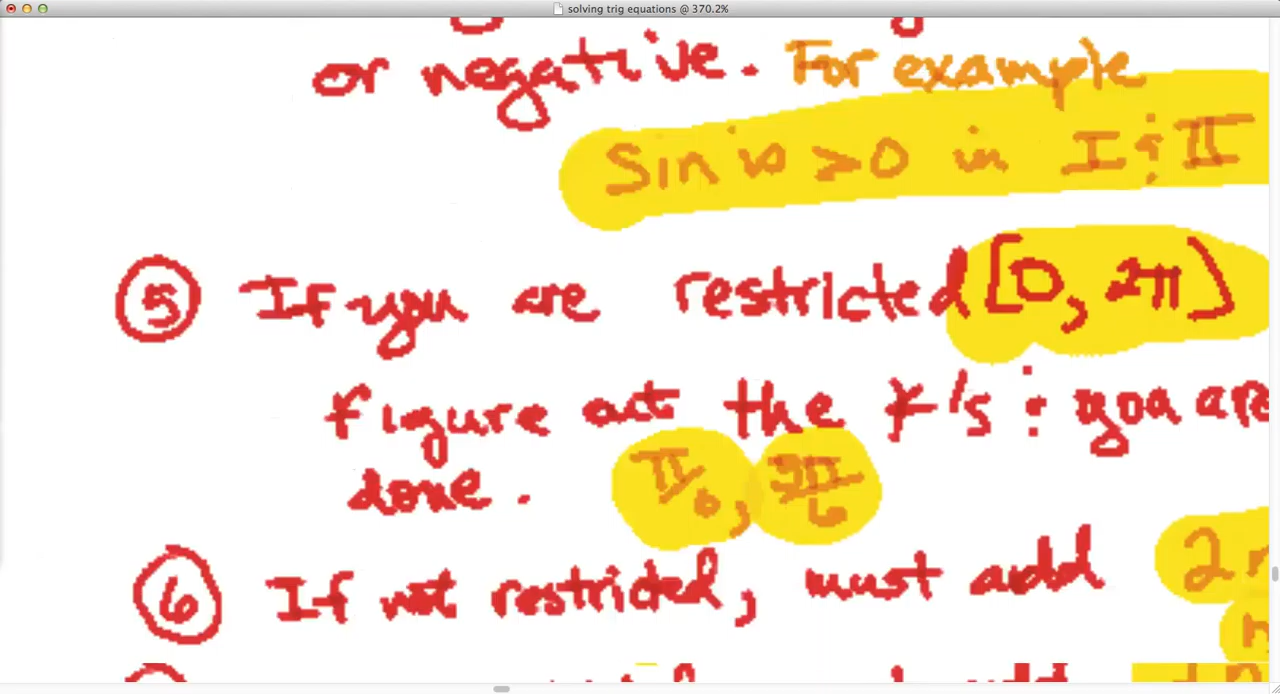 solving trig equations @ 370.2%
or negative. For example
Sin is >0 in I & II
5 If you are restricted [0, 2π)
figure out the x's & you are
done. π/6, 5π/6
6 If not restricted, must add 2
add